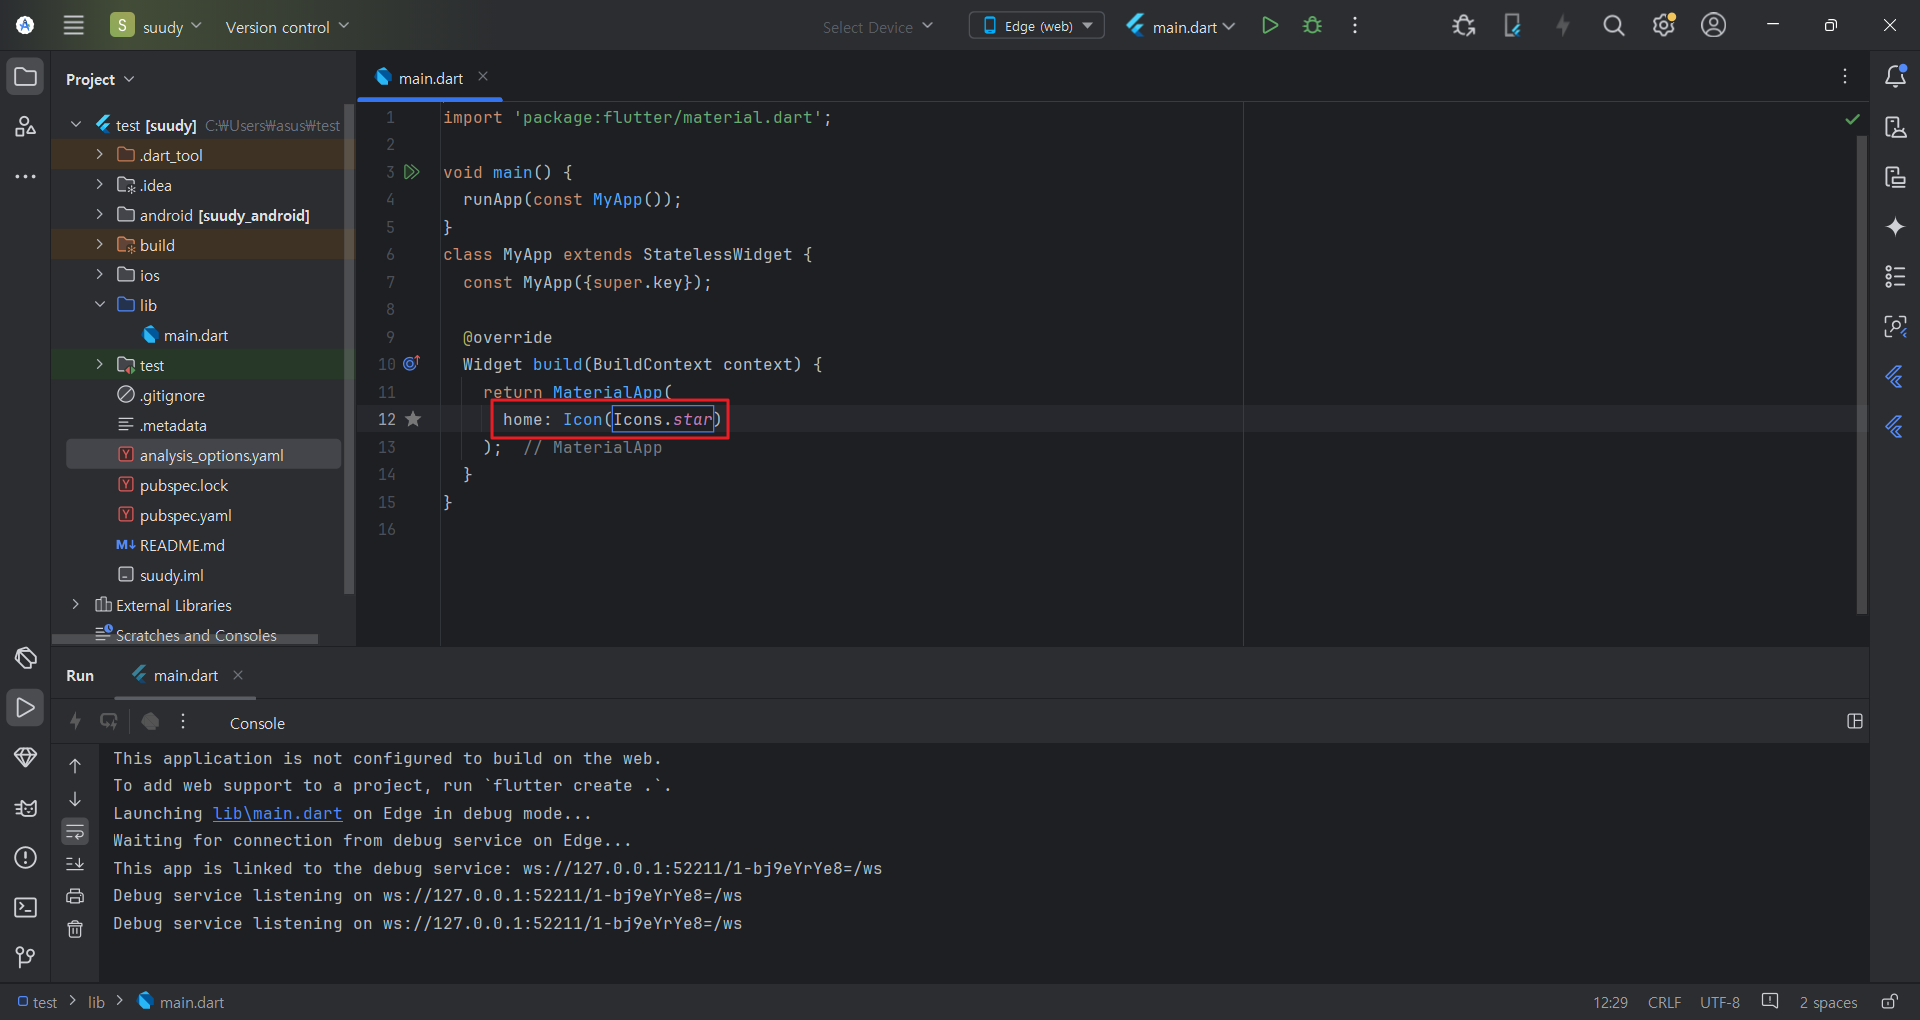 S suudy Version control Select Device Edge (web) main.dart
Project
main.dart
test [suudy] C:₩Users₩asus₩test
.dart_tool
.idea
android [suudy_android]
build
ios
lib
main.dart
test
.gitignore
.metadata
analysis_options.yaml
pubspec.lock
pubspec.yaml
README.md
suudy.iml
External Libraries
Scratches and Consoles
1 import 'package:flutter/material.dart';
2
3 void main() {
4 runApp(const MyApp());
5 }
6 class MyApp extends StatelessWidget {
7 const MyApp({super.key});
8
9 @override
10 Widget build(BuildContext context) {
11 return MaterialApp(
12 home: Icon(Icons.star)
13 ); // MaterialApp
14 }
15 }
16
Run main.dart
Console
This application is not configured to build on the web.
To add web support to a project, run `flutter create .`.
Launching lib\main.dart on Edge in debug mode...
Waiting for connection from debug service on Edge...
This app is linked to the debug service: ws://127.0.0.1:52211/1-bj9eYrYe8=/ws
Debug service listening on ws://127.0.0.1:52211/1-bj9eYrYe8=/ws
Debug service listening on ws://127.0.0.1:52211/1-bj9eYrYe8=/ws
test > lib > main.dart 12:29 CRLF UTF-8 2 spaces